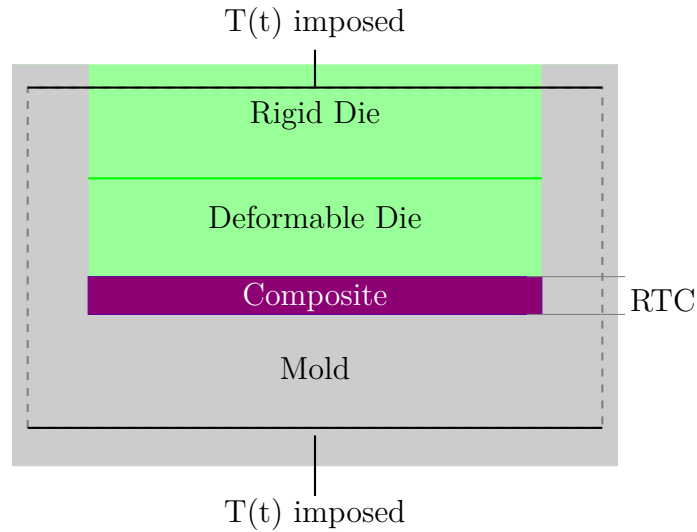 T(t) imposed
Rigid Die
Deformable Die
Composite
RTC
Mold
T(t) imposed